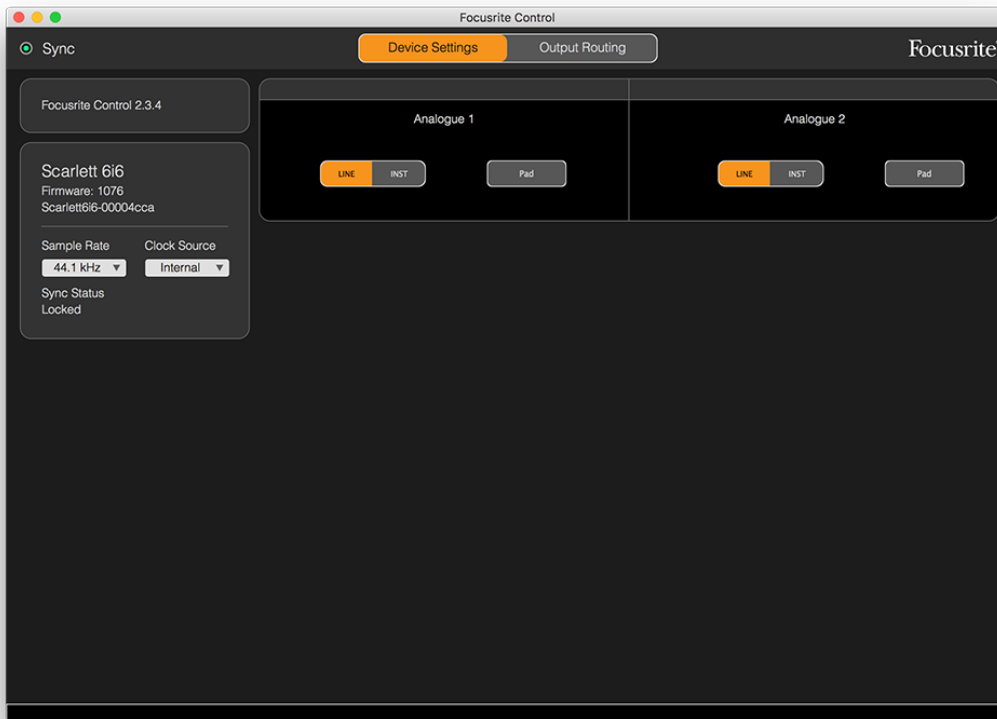 Focusrite Control
Sync
Device Settings
Output Routing
Focusrite
Focusrite Control 2.3.4
Scarlett 6i6
Firmware: 1076
Scarlett6i6-00004cca
Sample Rate
Clock Source
44.1 kHz
Internal
Sync Status
Locked
Analogue 1
LINE
INST
Pad
Analogue 2
LINE
INST
Pad